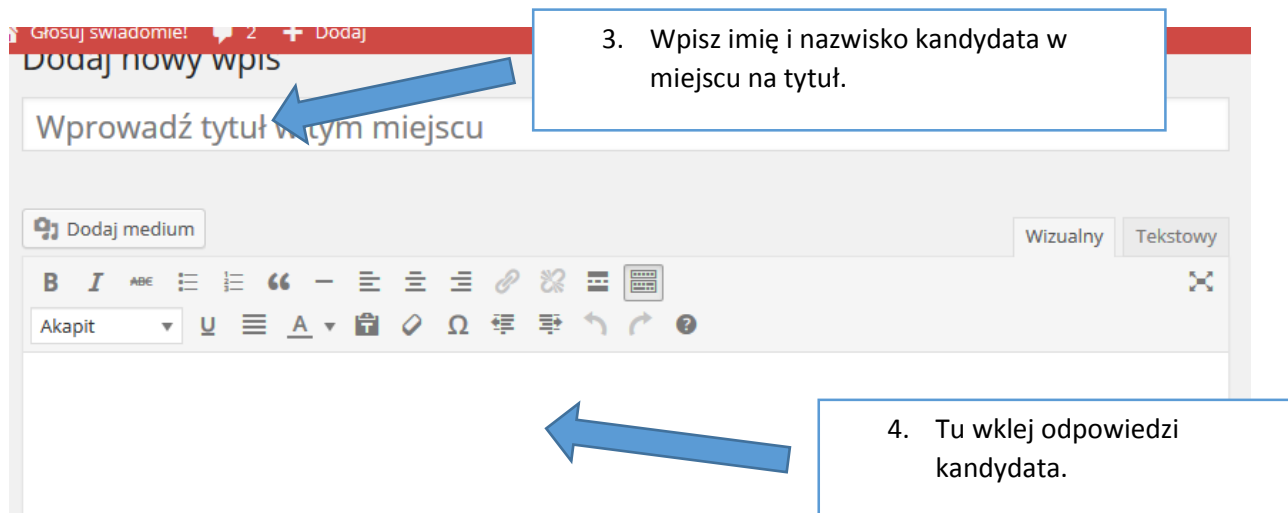 Głosuj świadomie! 2 + Dodaj
3. Wpisz imię i nazwisko kandydata w
miejscu na tytuł.
Dodaj nowy wpis
Wprowadź tytuł w tym miejscu
Dodaj medium
Wizualny Tekstowy
B I ABE
Akapit U A T Ω ?
4. Tu wklej odpowiedzi
kandydata.